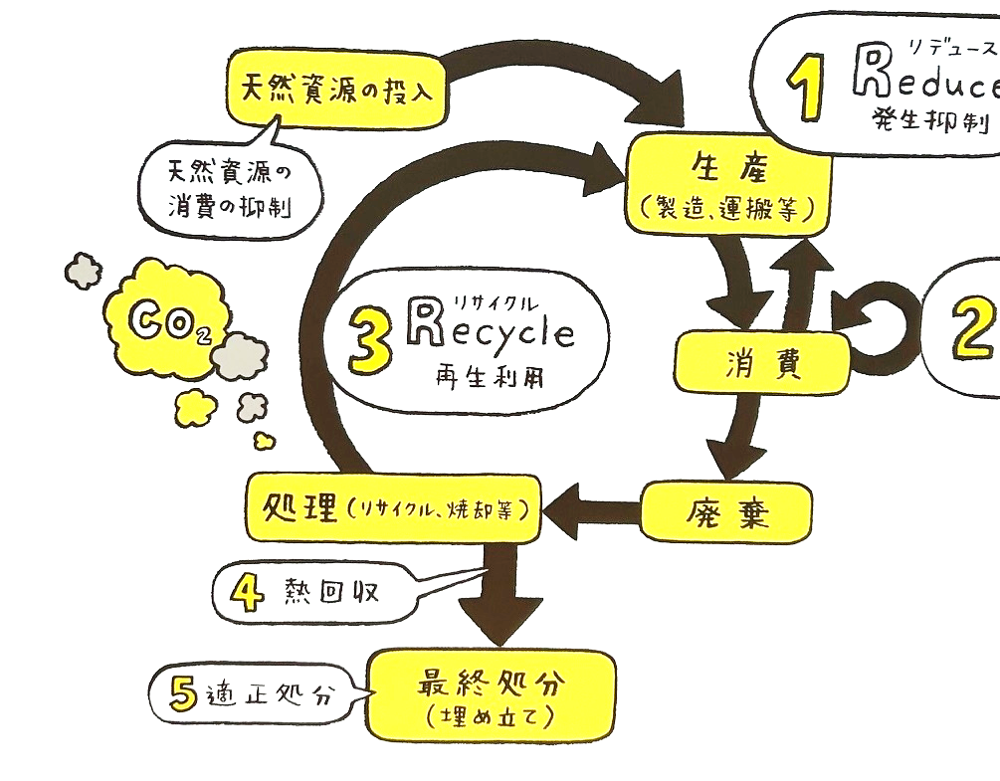 天然資源の投入
天然資源の
消費の抑制
1
リデュース
Reduce
発生抑制
生産
(製造、運搬等)
CO₂
3
リサイクル
Recycle
再生利用
消費
2
処理(リサイクル、焼却等)
廃棄
4 熱回収
最終処分
(埋め立て)
5 適正処分